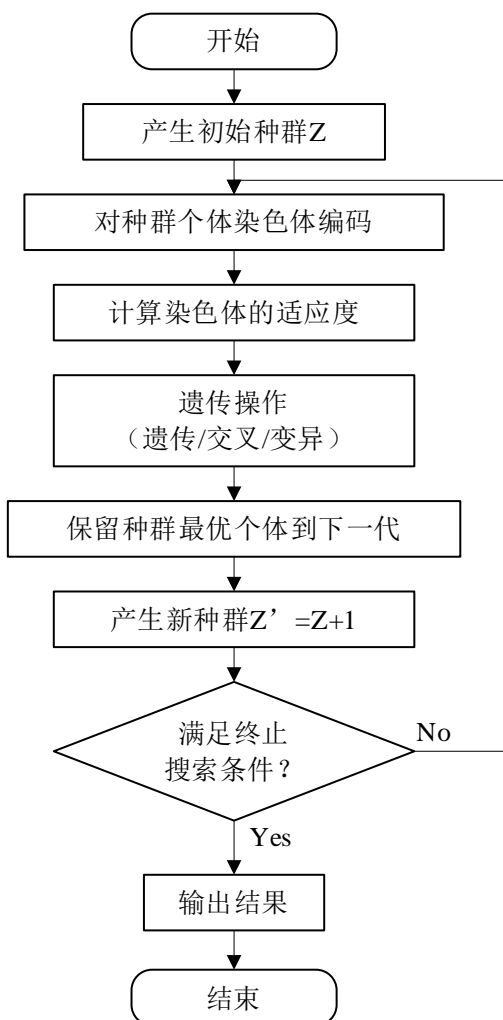 开始
产生初始种群Z
对种群个体染色体编码
计算染色体的适应度
遗传操作
（遗传/交叉/变异）
保留种群最优个体到下一代
产生新种群Z’=Z+1
满足终止
搜索条件？
No
Yes
输出结果
结束